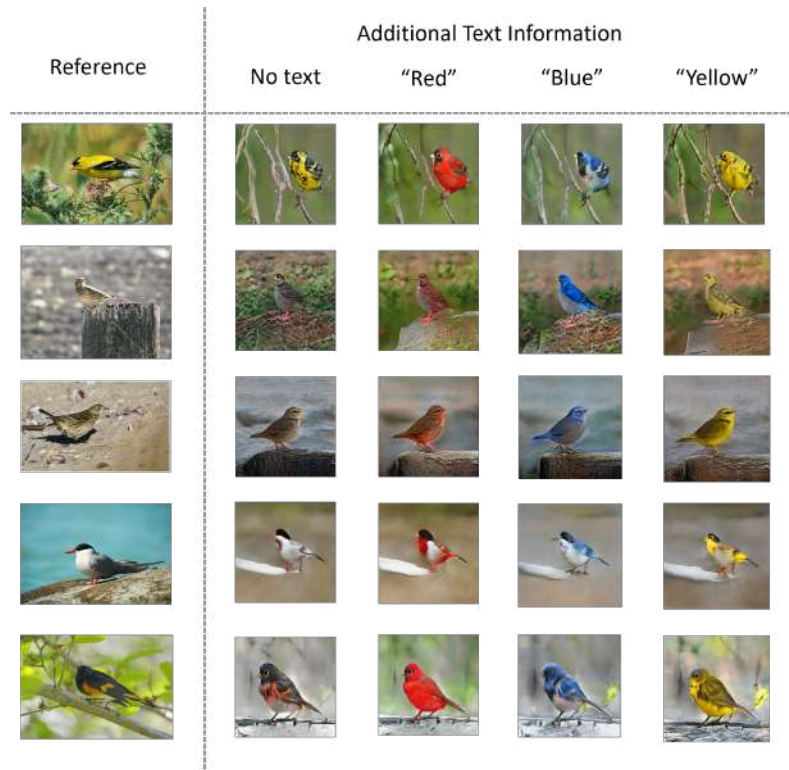 Additional Text Information
Reference
No text
“Red”
“Blue”
“Yellow”